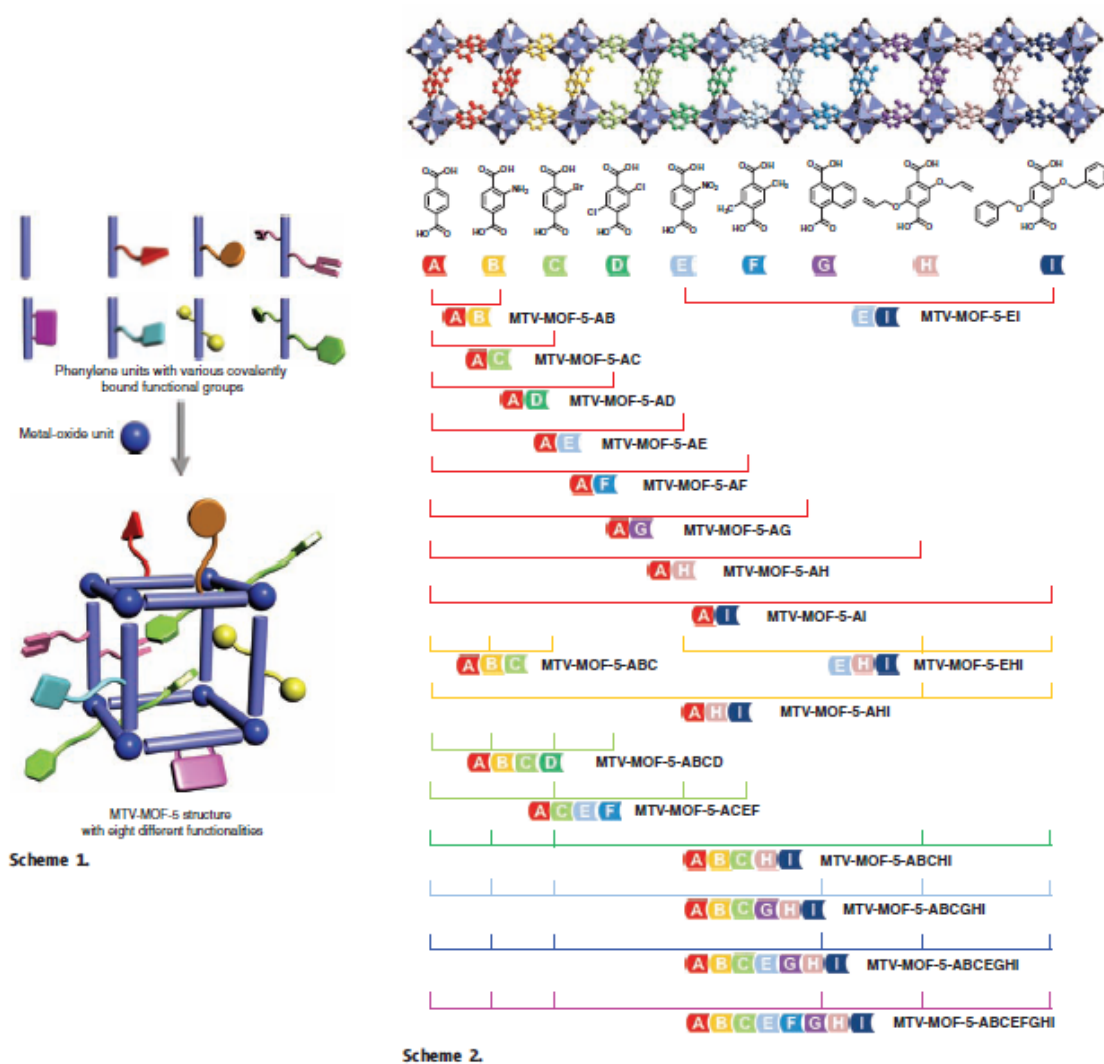 COOH
NH₂
Br
Cl
Cl
NO₂
CH₃
H₃C
A B C D E F G H I
A B MTV-MOF-5-AB
E I MTV-MOF-5-EI
A C MTV-MOF-5-AC
A D MTV-MOF-5-AD
A E MTV-MOF-5-AE
A F MTV-MOF-5-AF
A G MTV-MOF-5-AG
A H MTV-MOF-5-AH
A I MTV-MOF-5-AI
A B C MTV-MOF-5-ABC
E H I MTV-MOF-5-EHI
A H I MTV-MOF-5-AHI
A B C D MTV-MOF-5-ABCD
A C E F MTV-MOF-5-ACEF
A B C H I MTV-MOF-5-ABCHI
A B C G H I MTV-MOF-5-ABCGHI
A B C E G H I MTV-MOF-5-ABCEGHI
A B C E F G H I MTV-MOF-5-ABCEFGHI
Scheme 2.
Phenylene units with various covalently
bound functional groups
Metal-oxide unit
MTV-MOF-5 structure
with eight different functionalities
Scheme 1.